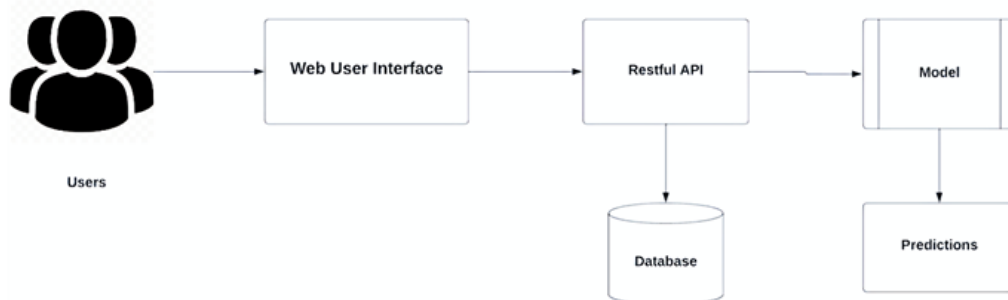 Web User Interface
Restful API
Model
Users
Database
Predictions